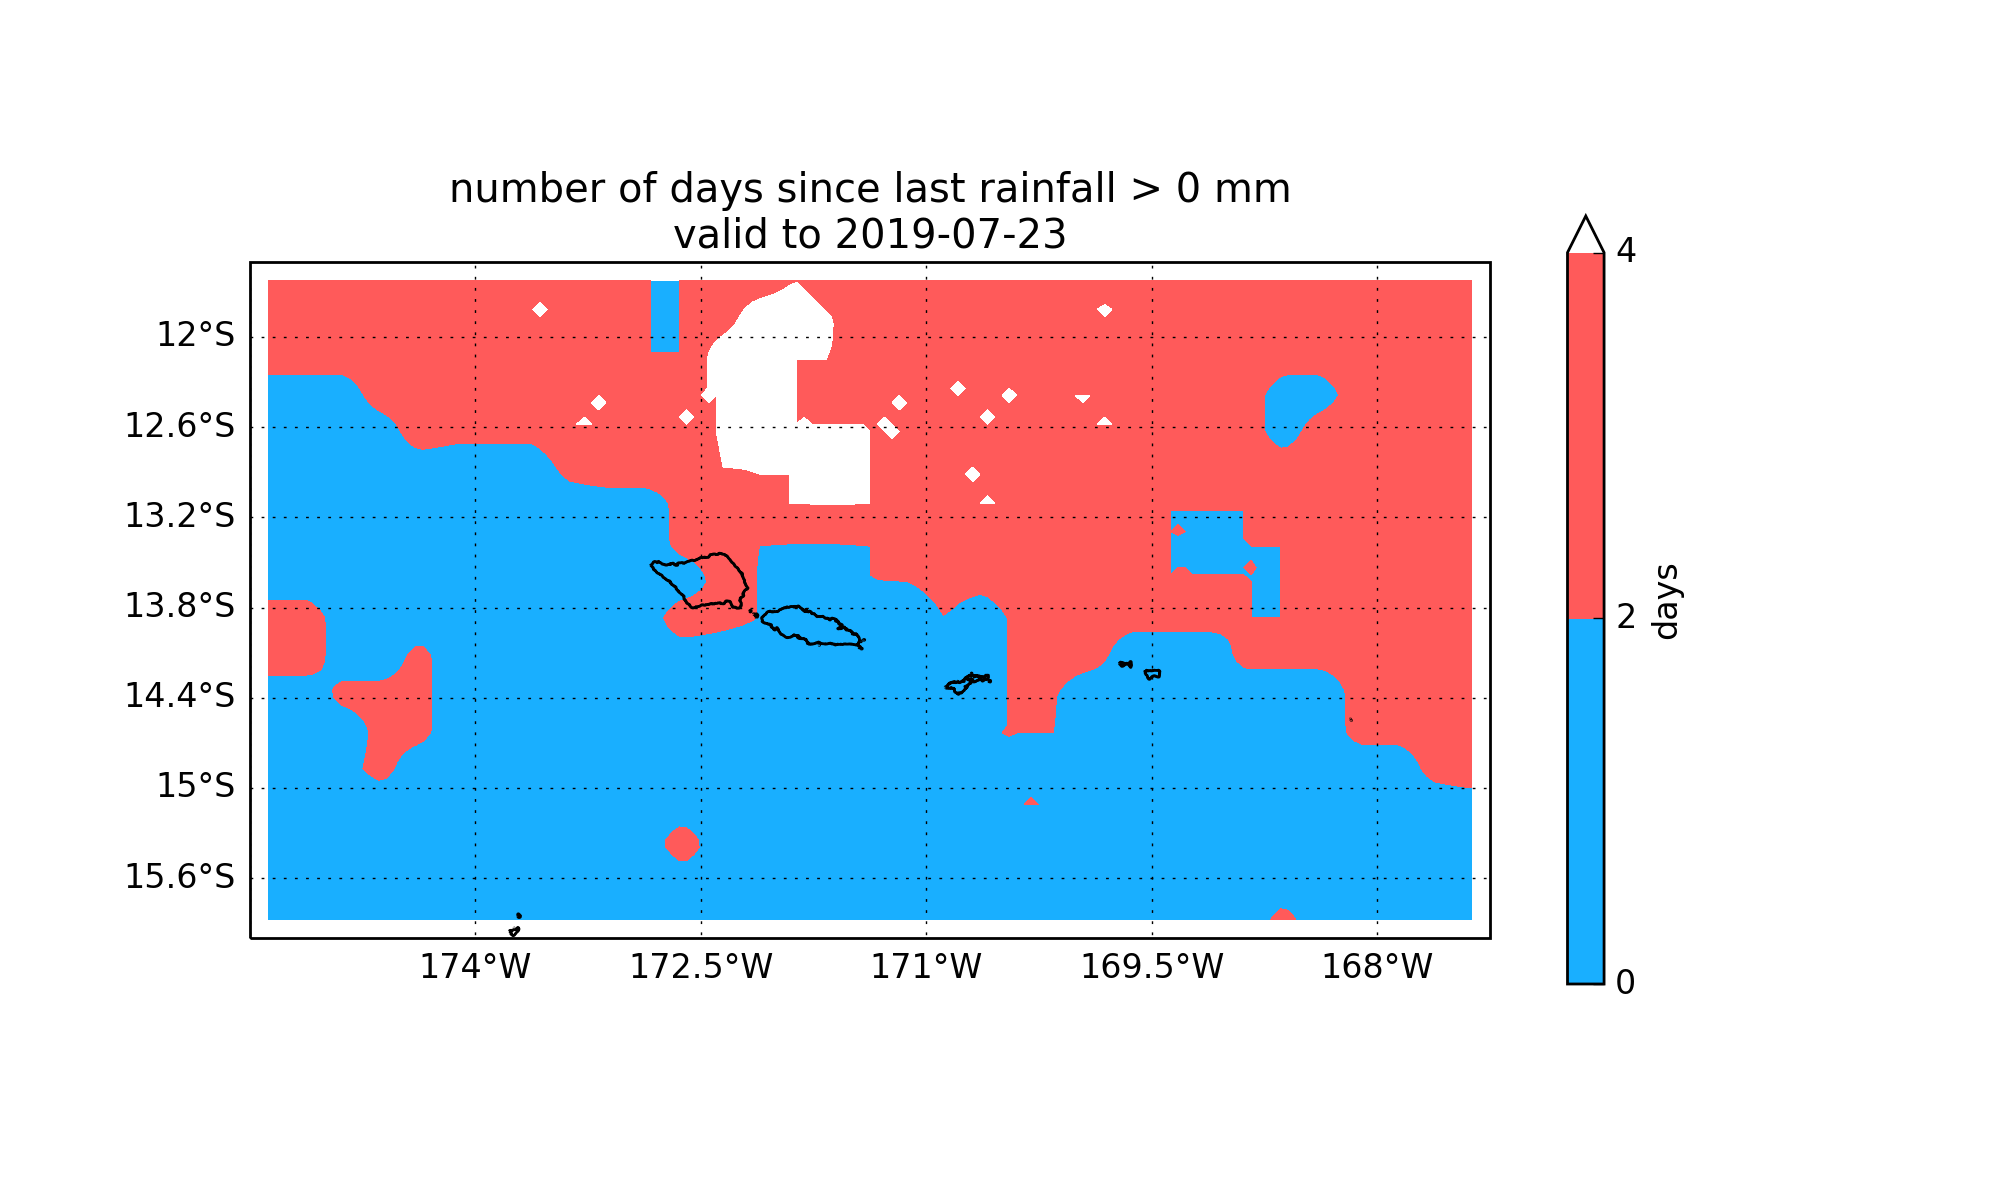 number of days since last rainfall > 0 mm
valid to 2019-07-23
12°S
12.6°S
13.2°S
13.8°S
14.4°S
15°S
15.6°S
174°W
172.5°W
171°W
169.5°W
168°W
4
2
0
days